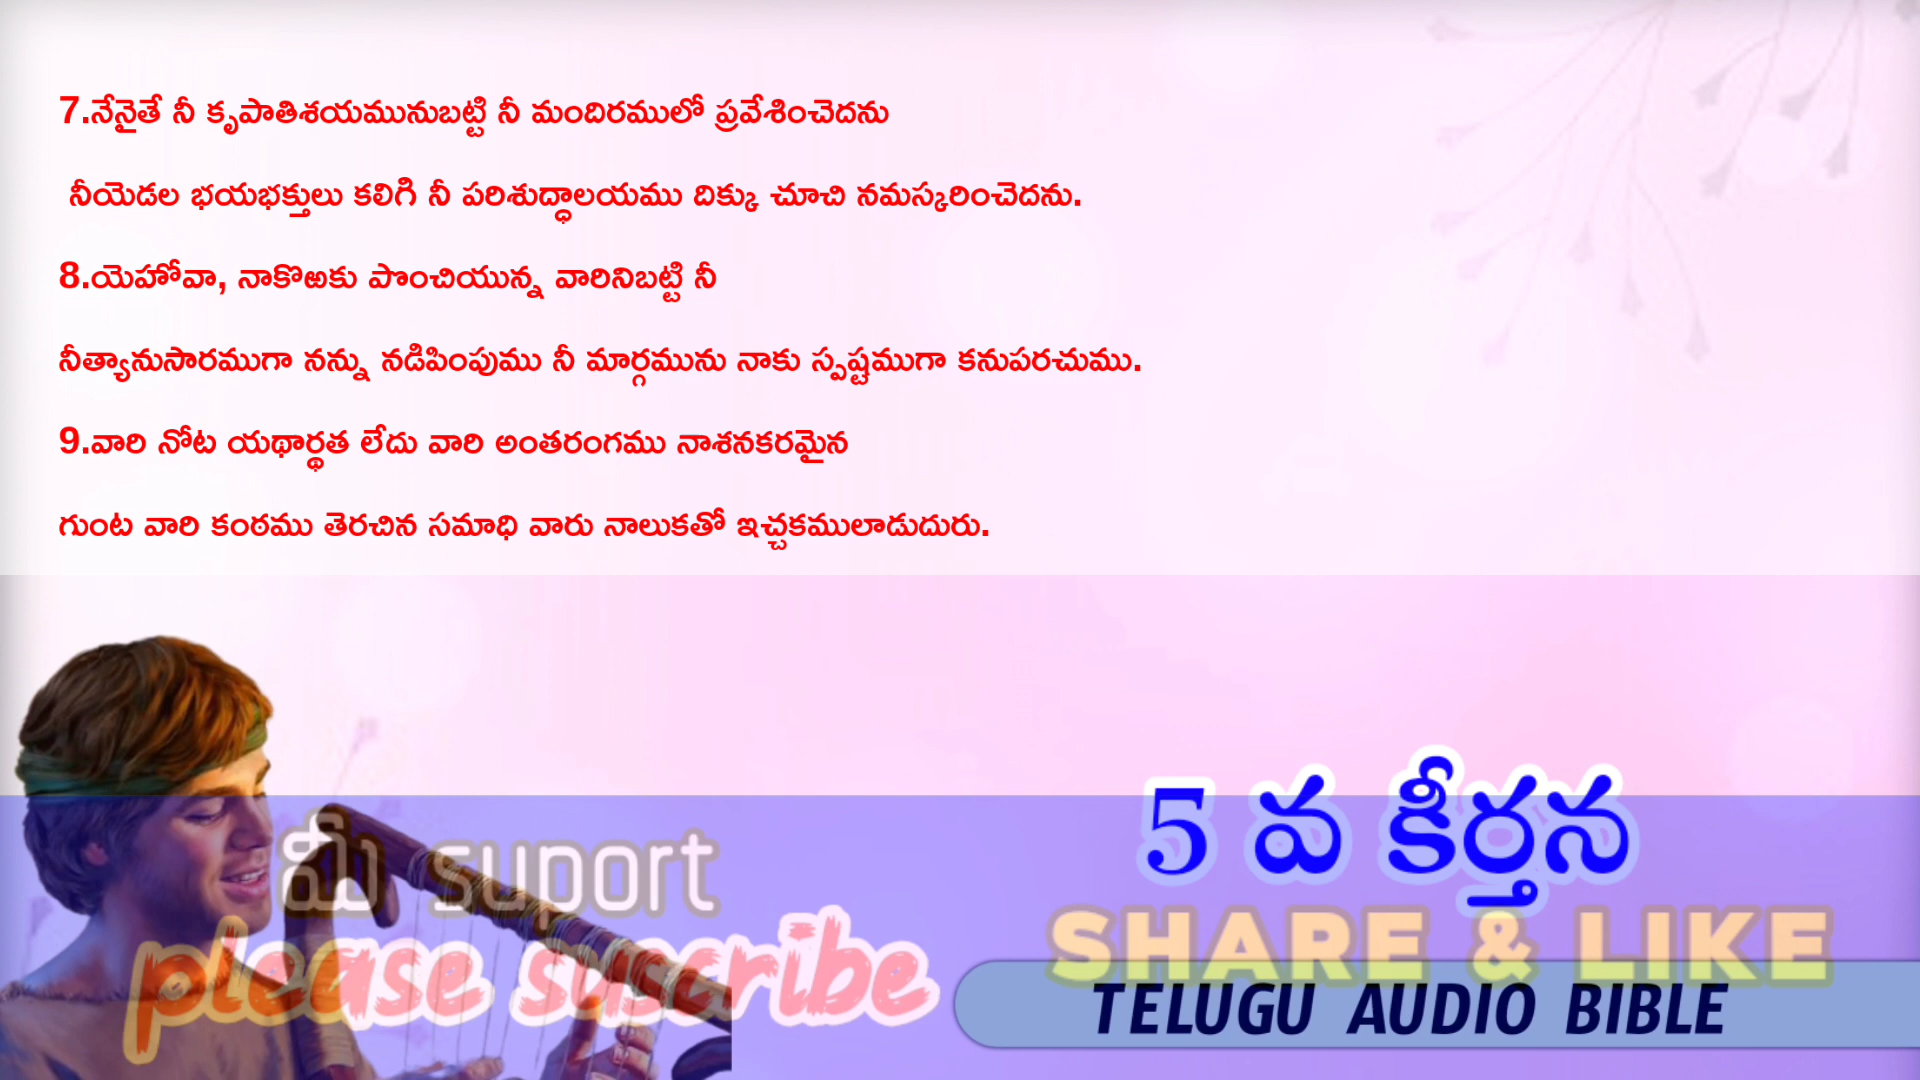 7.నేనైతే నీ కృపాతిశయమునుబట్టి నీ మందిరములో ప్రవేశించెదను
నీయెడల భయభక్తులు కలిగి నీ పరిశుద్ధాలయము దిక్కు చూచి నమస్కరించెదను.
8.యెహోవా, నాకొఱకు పొంచియున్న వారినిబట్టి నీ
నీత్యానుసారముగా నన్ను నడిపింపుము నీ మార్గమును నాకు స్పష్టముగా కనుపరచుము.
9.వారి నోట యథార్థత లేదు వారి అంతరంగము నాశనకరమైన
గుంట వారి కంఠము తెరచిన సమాధి వారు నాలుకతో ఇచ్చకములాడుదురు.
5 వ కీర్తన
మీ suport
please suscribe
SHARE & LIKE
TELUGU AUDIO BIBLE